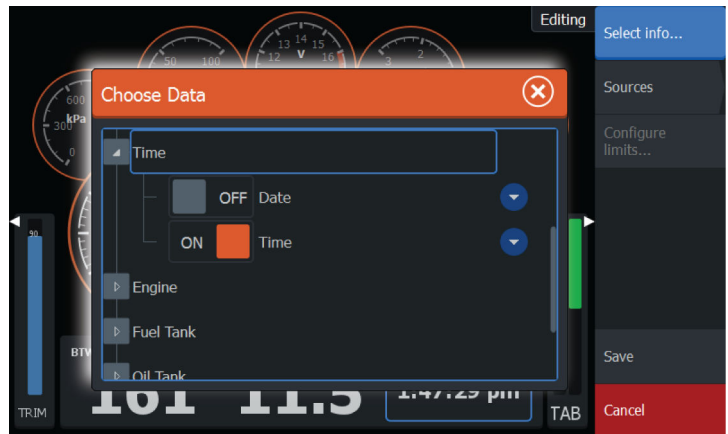 Editing
Select info...
Sources
Configure
limits...
Save
Cancel
50 100
12 13 14 15 16
V
3 2
600
kPa
300
0
Choose Data
Time
OFF Date
ON Time
Engine
Fuel Tank
Oil Tank
90
TRIM
BTW
161 11.5 1:47:29 pm
TAB